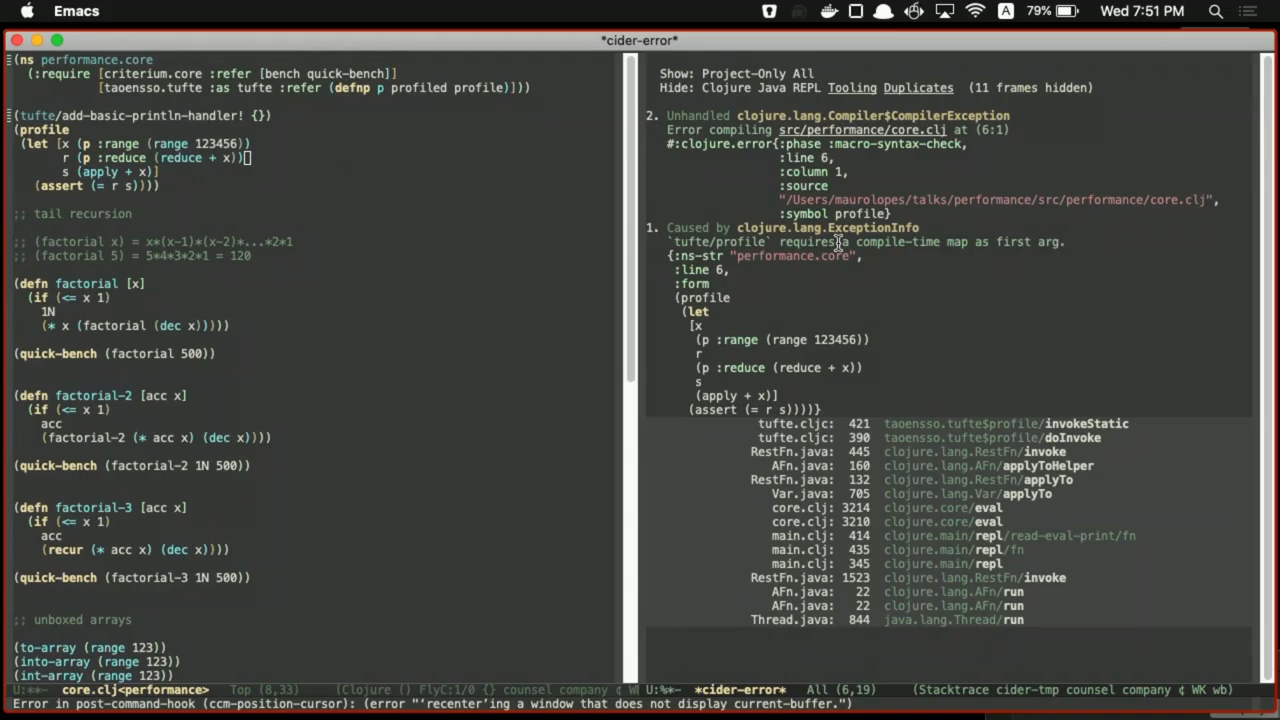 Emacs
A 79% Wed 7:51 PM
*cider-error*
(ns performance.core
(:require [criterium.core :refer [bench quick-bench]]
[taoensso.tufte :as tufte :refer (defnp p profiled profile)]))
(tufte/add-basic-println-handler! {})
(profile
(let [x (p :range (range 123456))
r (p :reduce (reduce + x))
s (apply + x)]
(assert (= r s))))
;; tail recursion
;; (factorial x) = x*(x-1)*(x-2)*...*2*1
;; (factorial 5) = 5*4*3*2*1 = 120
(defn factorial [x]
(if (<= x 1)
1N
(* x (factorial (dec x)))))
(quick-bench (factorial 500))
(defn factorial-2 [acc x]
(if (<= x 1)
acc
(factorial-2 (* acc x) (dec x))))
(quick-bench (factorial-2 1N 500))
(defn factorial-3 [acc x]
(if (<= x 1)
acc
(recur (* acc x) (dec x))))
(quick-bench (factorial-3 1N 500))
;; unboxed arrays
(to-array (range 123))
(into-array (range 123))
(int-array (range 123))
U:**- core.clj<performance> Top (8,33) (Clojure () FlyC:1/0 {} counsel company ¢ W
Show: Project-Only All
Hide: Clojure Java REPL Tooling Duplicates (11 frames hidden)
2. Unhandled clojure.lang.Compiler$CompilerException
Error compiling src/performance/core.clj at (6:1)
#:clojure.error{:phase :macro-syntax-check,
:line 6,
:column 1,
:source
"/Users/maurolopes/talks/performance/src/performance/core.clj",
:symbol profile}
1. Caused by clojure.lang.ExceptionInfo
`tufte/profile` requires a compile-time map as first arg.
{:ns-str "performance.core",
:line 6,
:form
(profile
(let
[x
(p :range (range 123456))
r
(p :reduce (reduce + x))
s
(apply + x)]
(assert (= r s))))}
tufte.cljc: 421 taoensso.tufte$profile/invokeStatic
tufte.cljc: 390 taoensso.tufte$profile/doInvoke
RestFn.java: 445 clojure.lang.RestFn/invoke
AFn.java: 160 clojure.lang.AFn/applyToHelper
RestFn.java: 132 clojure.lang.RestFn/applyTo
Var.java: 705 clojure.lang.Var/applyTo
core.clj: 3214 clojure.core/eval
core.clj: 3210 clojure.core/eval
main.clj: 414 clojure.main/repl/read-eval-print/fn
main.clj: 435 clojure.main/repl/fn
main.clj: 345 clojure.main/repl
RestFn.java: 1523 clojure.lang.RestFn/invoke
AFn.java: 22 clojure.lang.AFn/run
AFn.java: 22 clojure.lang.AFn/run
Thread.java: 844 java.lang.Thread/run
U:%*- *cider-error* All (6,19) (Stacktrace cider-tmp counsel company ¢ WK wb)
Error in post-command-hook (ccm-position-cursor): (error "‘recenter’ing a window that does not display current-buffer.")